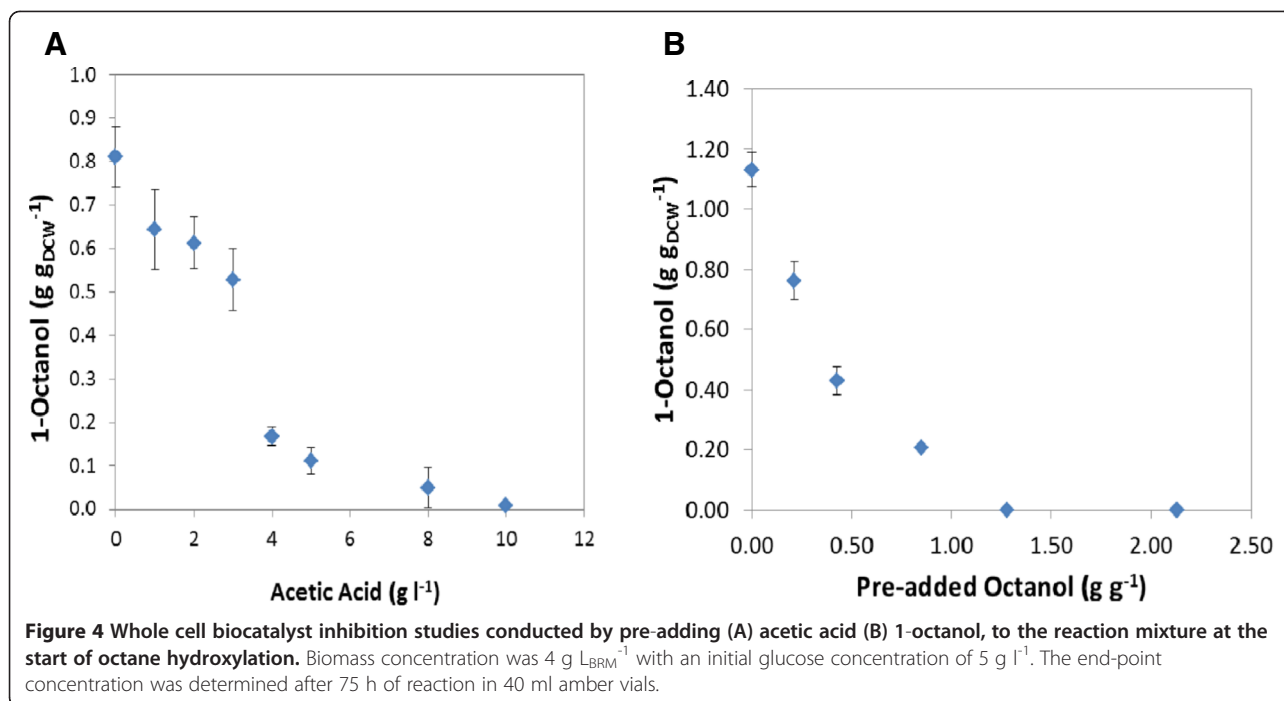 A
1-Octanol (g gDCW-1)
1.0
0.9
0.8
0.7
0.6
0.5
0.4
0.3
0.2
0.1
0.0
0 2 4 6 8 10 12
Acetic Acid (g l-1)
B
1-Octanol (g gDCW-1)
1.40
1.20
1.00
0.80
0.60
0.40
0.20
0.00
0.00 0.50 1.00 1.50 2.00 2.50
Pre-added Octanol (g g-1)
Figure 4 Whole cell biocatalyst inhibition studies conducted by pre-adding (A) acetic acid (B) 1-octanol, to the reaction mixture at the
start of octane hydroxylation. Biomass concentration was 4 g LBRM-1 with an initial glucose concentration of 5 g l-1. The end-point
concentration was determined after 75 h of reaction in 40 ml amber vials.